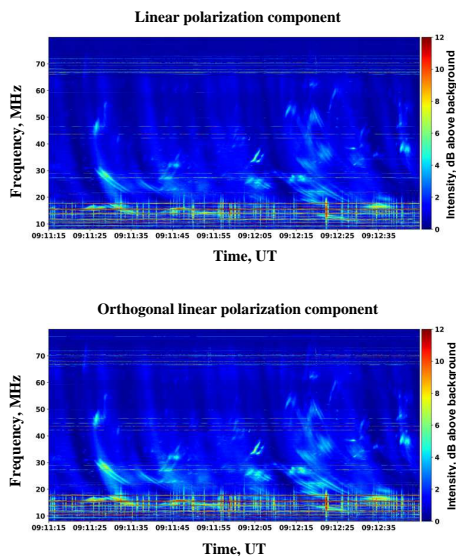 Linear polarization component
Frequency, MHz
70
60
50
40
30
20
10
09:11:15 09:11:25 09:11:35 09:11:45 09:11:55 09:12:05 09:12:15 09:12:25 09:12:35
Time, UT
12
10
8
6
4
2
0
Intensity, dB above background
Orthogonal linear polarization component
Frequency, MHz
70
60
50
40
30
20
10
09:11:15 09:11:25 09:11:35 09:11:45 09:11:55 09:12:05 09:12:15 09:12:25 09:12:35
Time, UT
12
10
8
6
4
2
0
Intensity, dB above background